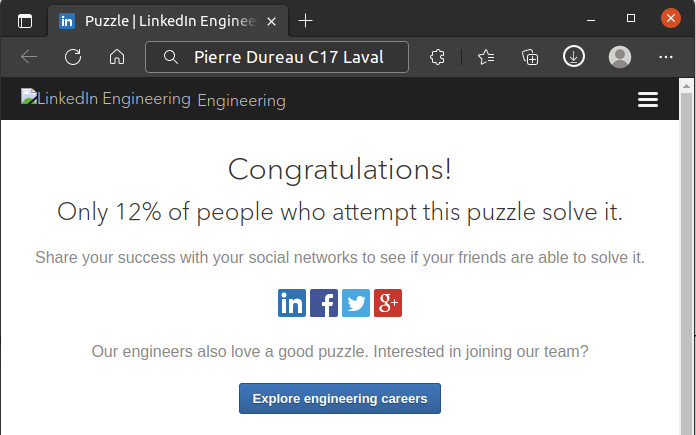 Puzzle | LinkedIn Enginee
Pierre Dureau C17 Laval
LinkedIn Engineering Engineering
Congratulations!
Only 12% of people who attempt this puzzle solve it.
Share your success with your social networks to see if your friends are able to solve it.
in f g+
Our engineers also love a good puzzle. Interested in joining our team?
Explore engineering careers